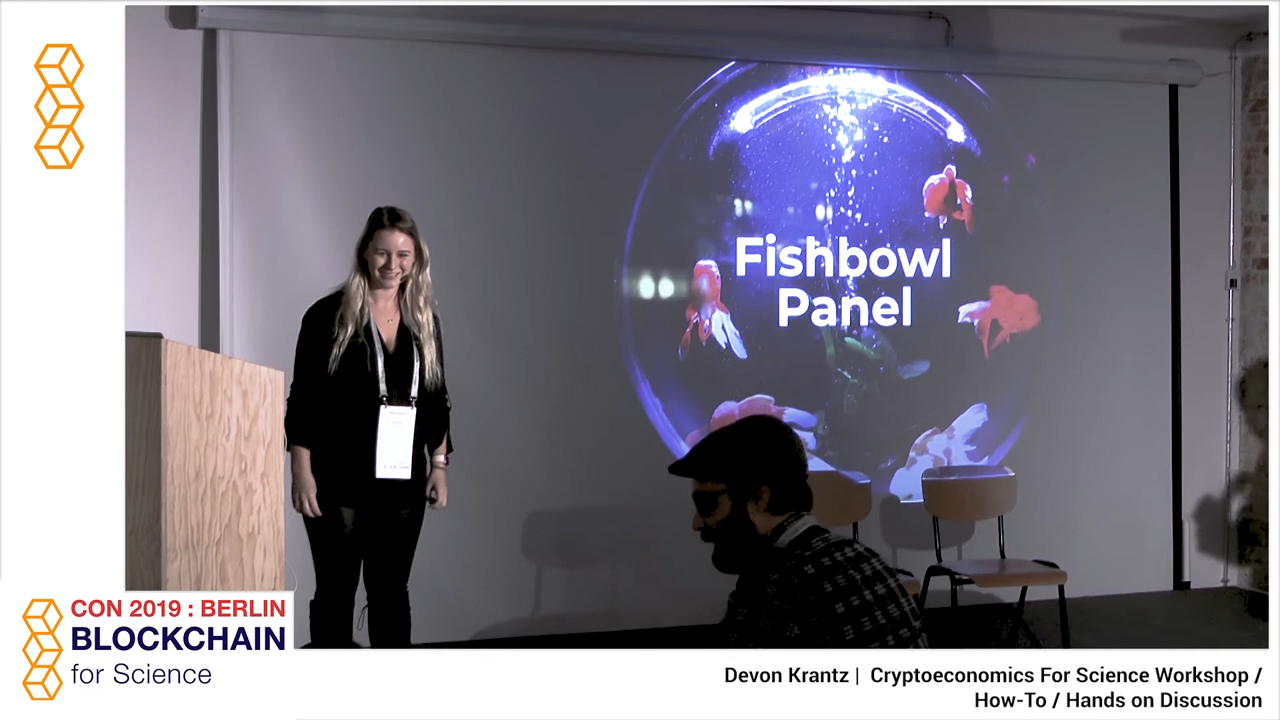 Fishbowl
Panel
CON 2019 : BERLIN
BLOCKCHAIN
for Science
Devon Krantz | Cryptoeconomics For Science Workshop /
How-To / Hands on Discussion